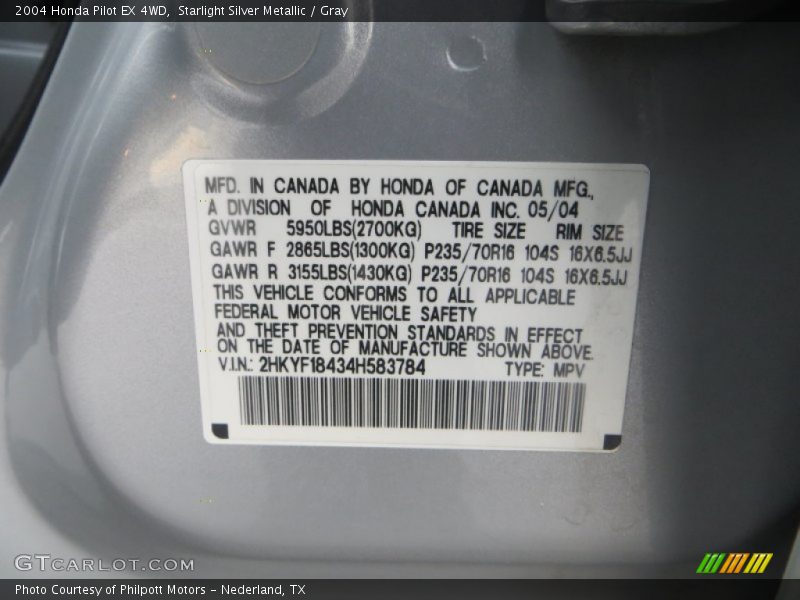 2004 Honda Pilot EX 4WD,  Starlight Silver Metallic / Gray
MFD. IN CANADA BY HONDA OF CANADA MFG.,
A DIVISION OF HONDA CANADA INC. 05/04
GVWR 5950LBS(2700KG) TIRE SIZE RIM SIZE
GAWR F 2865LBS(1300KG) P235/70R16 104S 16X6.5JJ
GAWR R 3155LBS(1430KG) P235/70R16 104S 16X6.5JJ
THIS VEHICLE CONFORMS TO ALL APPLICABLE
FEDERAL MOTOR VEHICLE SAFETY
AND THEFT PREVENTION STANDARDS IN EFFECT
ON THE DATE OF MANUFACTURE SHOWN ABOVE.
V.I.N.: 2HKYF18434H583784 TYPE: MPV
GTCARLOT.COM
Photo Courtesy of Philpott Motors - Nederland, TX